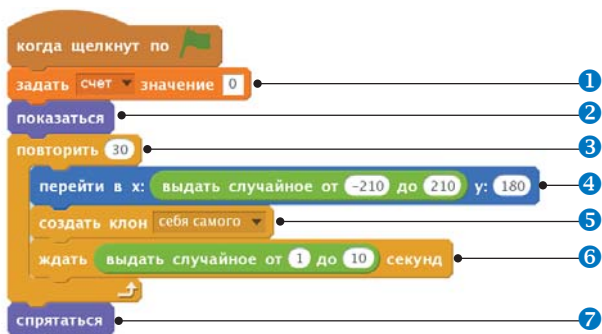 когда щелкнут по
задать счет значение 0 1
показаться 2
повторить 30 3
перейти в x: выдать случайное от -210 до 210 y: 180 4
создать клон себя самого 5
ждать выдать случайное от 1 до 10 секунд 6
спрятаться 7